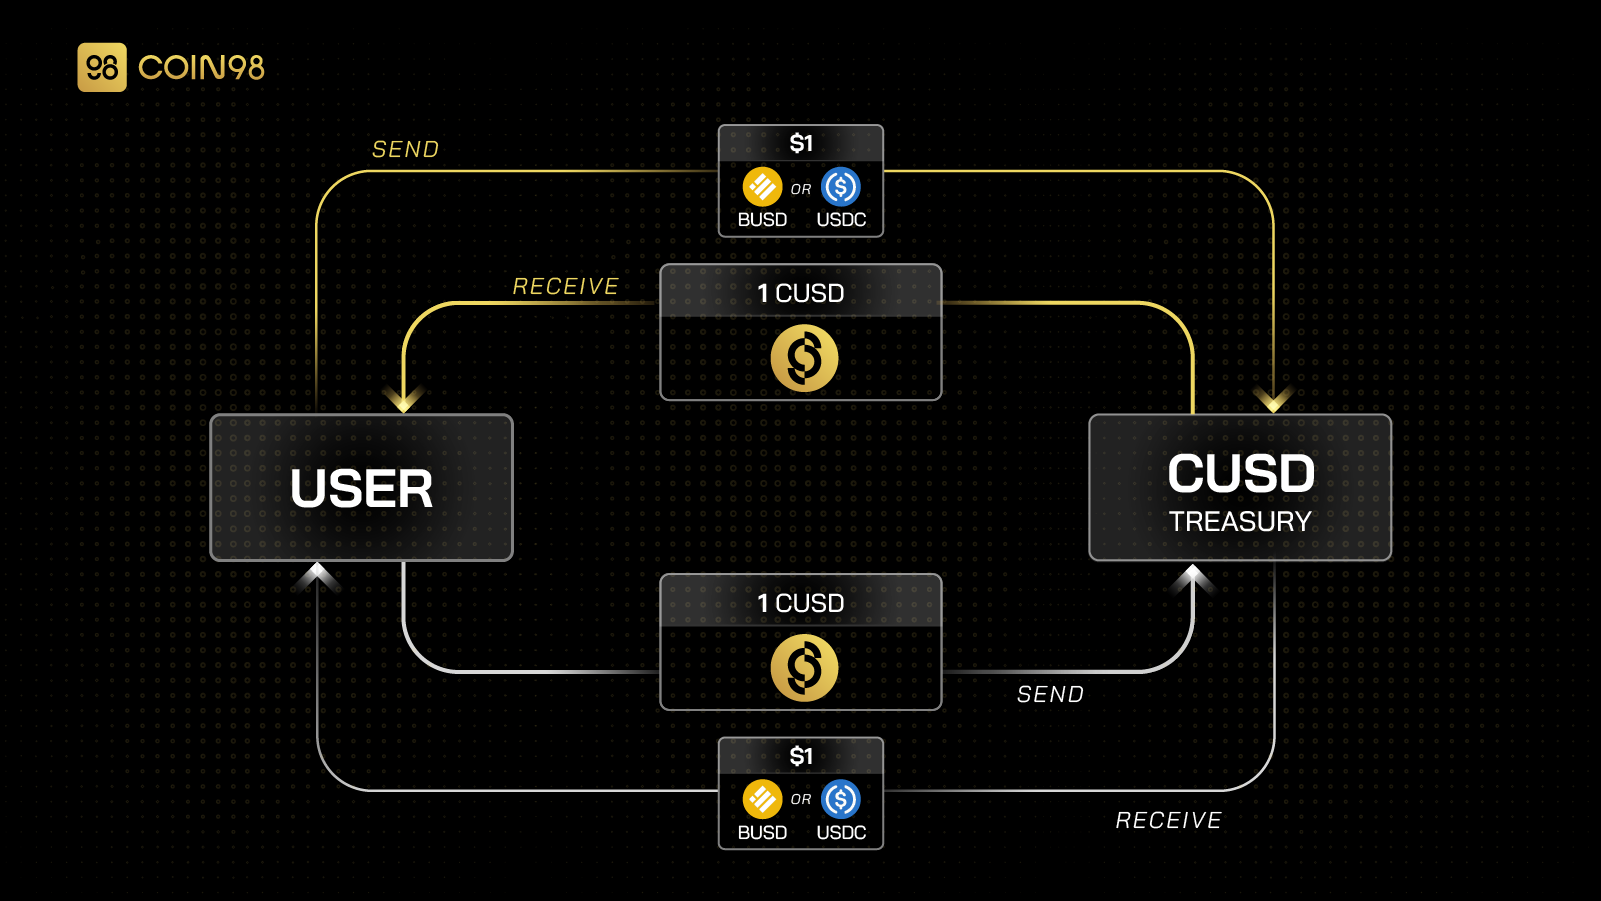 98 COIN98
SEND
$1
OR
BUSD USDC
RECEIVE
1 CUSD
USER
CUSD
TREASURY
1 CUSD
SEND
$1
OR
BUSD USDC
RECEIVE